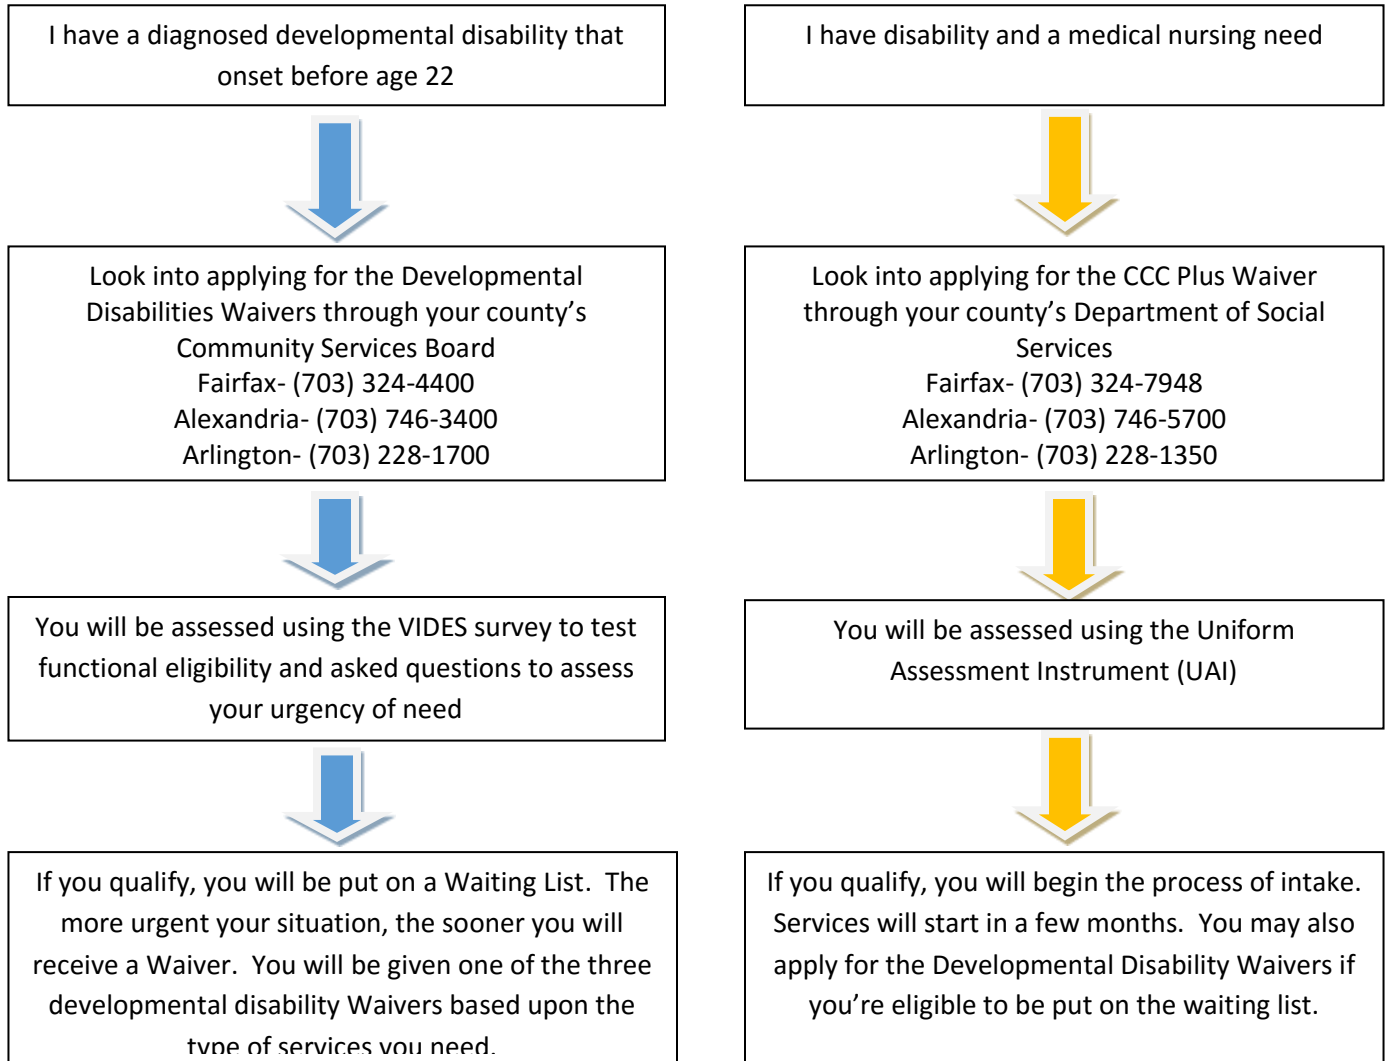 I have a diagnosed developmental disability that
onset before age 22
Look into applying for the Developmental
Disabilities Waivers through your county’s
Community Services Board
Fairfax- (703) 324-4400
Alexandria- (703) 746-3400
Arlington- (703) 228-1700
You will be assessed using the VIDES survey to test
functional eligibility and asked questions to assess
your urgency of need
If you qualify, you will be put on a Waiting List.  The
more urgent your situation, the sooner you will
receive a Waiver.  You will be given one of the three
developmental disability Waivers based upon the
type of services you need.
I have disability and a medical nursing need
Look into applying for the CCC Plus Waiver
through your county’s Department of Social
Services
Fairfax- (703) 324-7948
Alexandria- (703) 746-5700
Arlington- (703) 228-1350
You will be assessed using the Uniform
Assessment Instrument (UAI)
If you qualify, you will begin the process of intake.
Services will start in a few months.  You may also
apply for the Developmental Disability Waivers if
you’re eligible to be put on the waiting list.